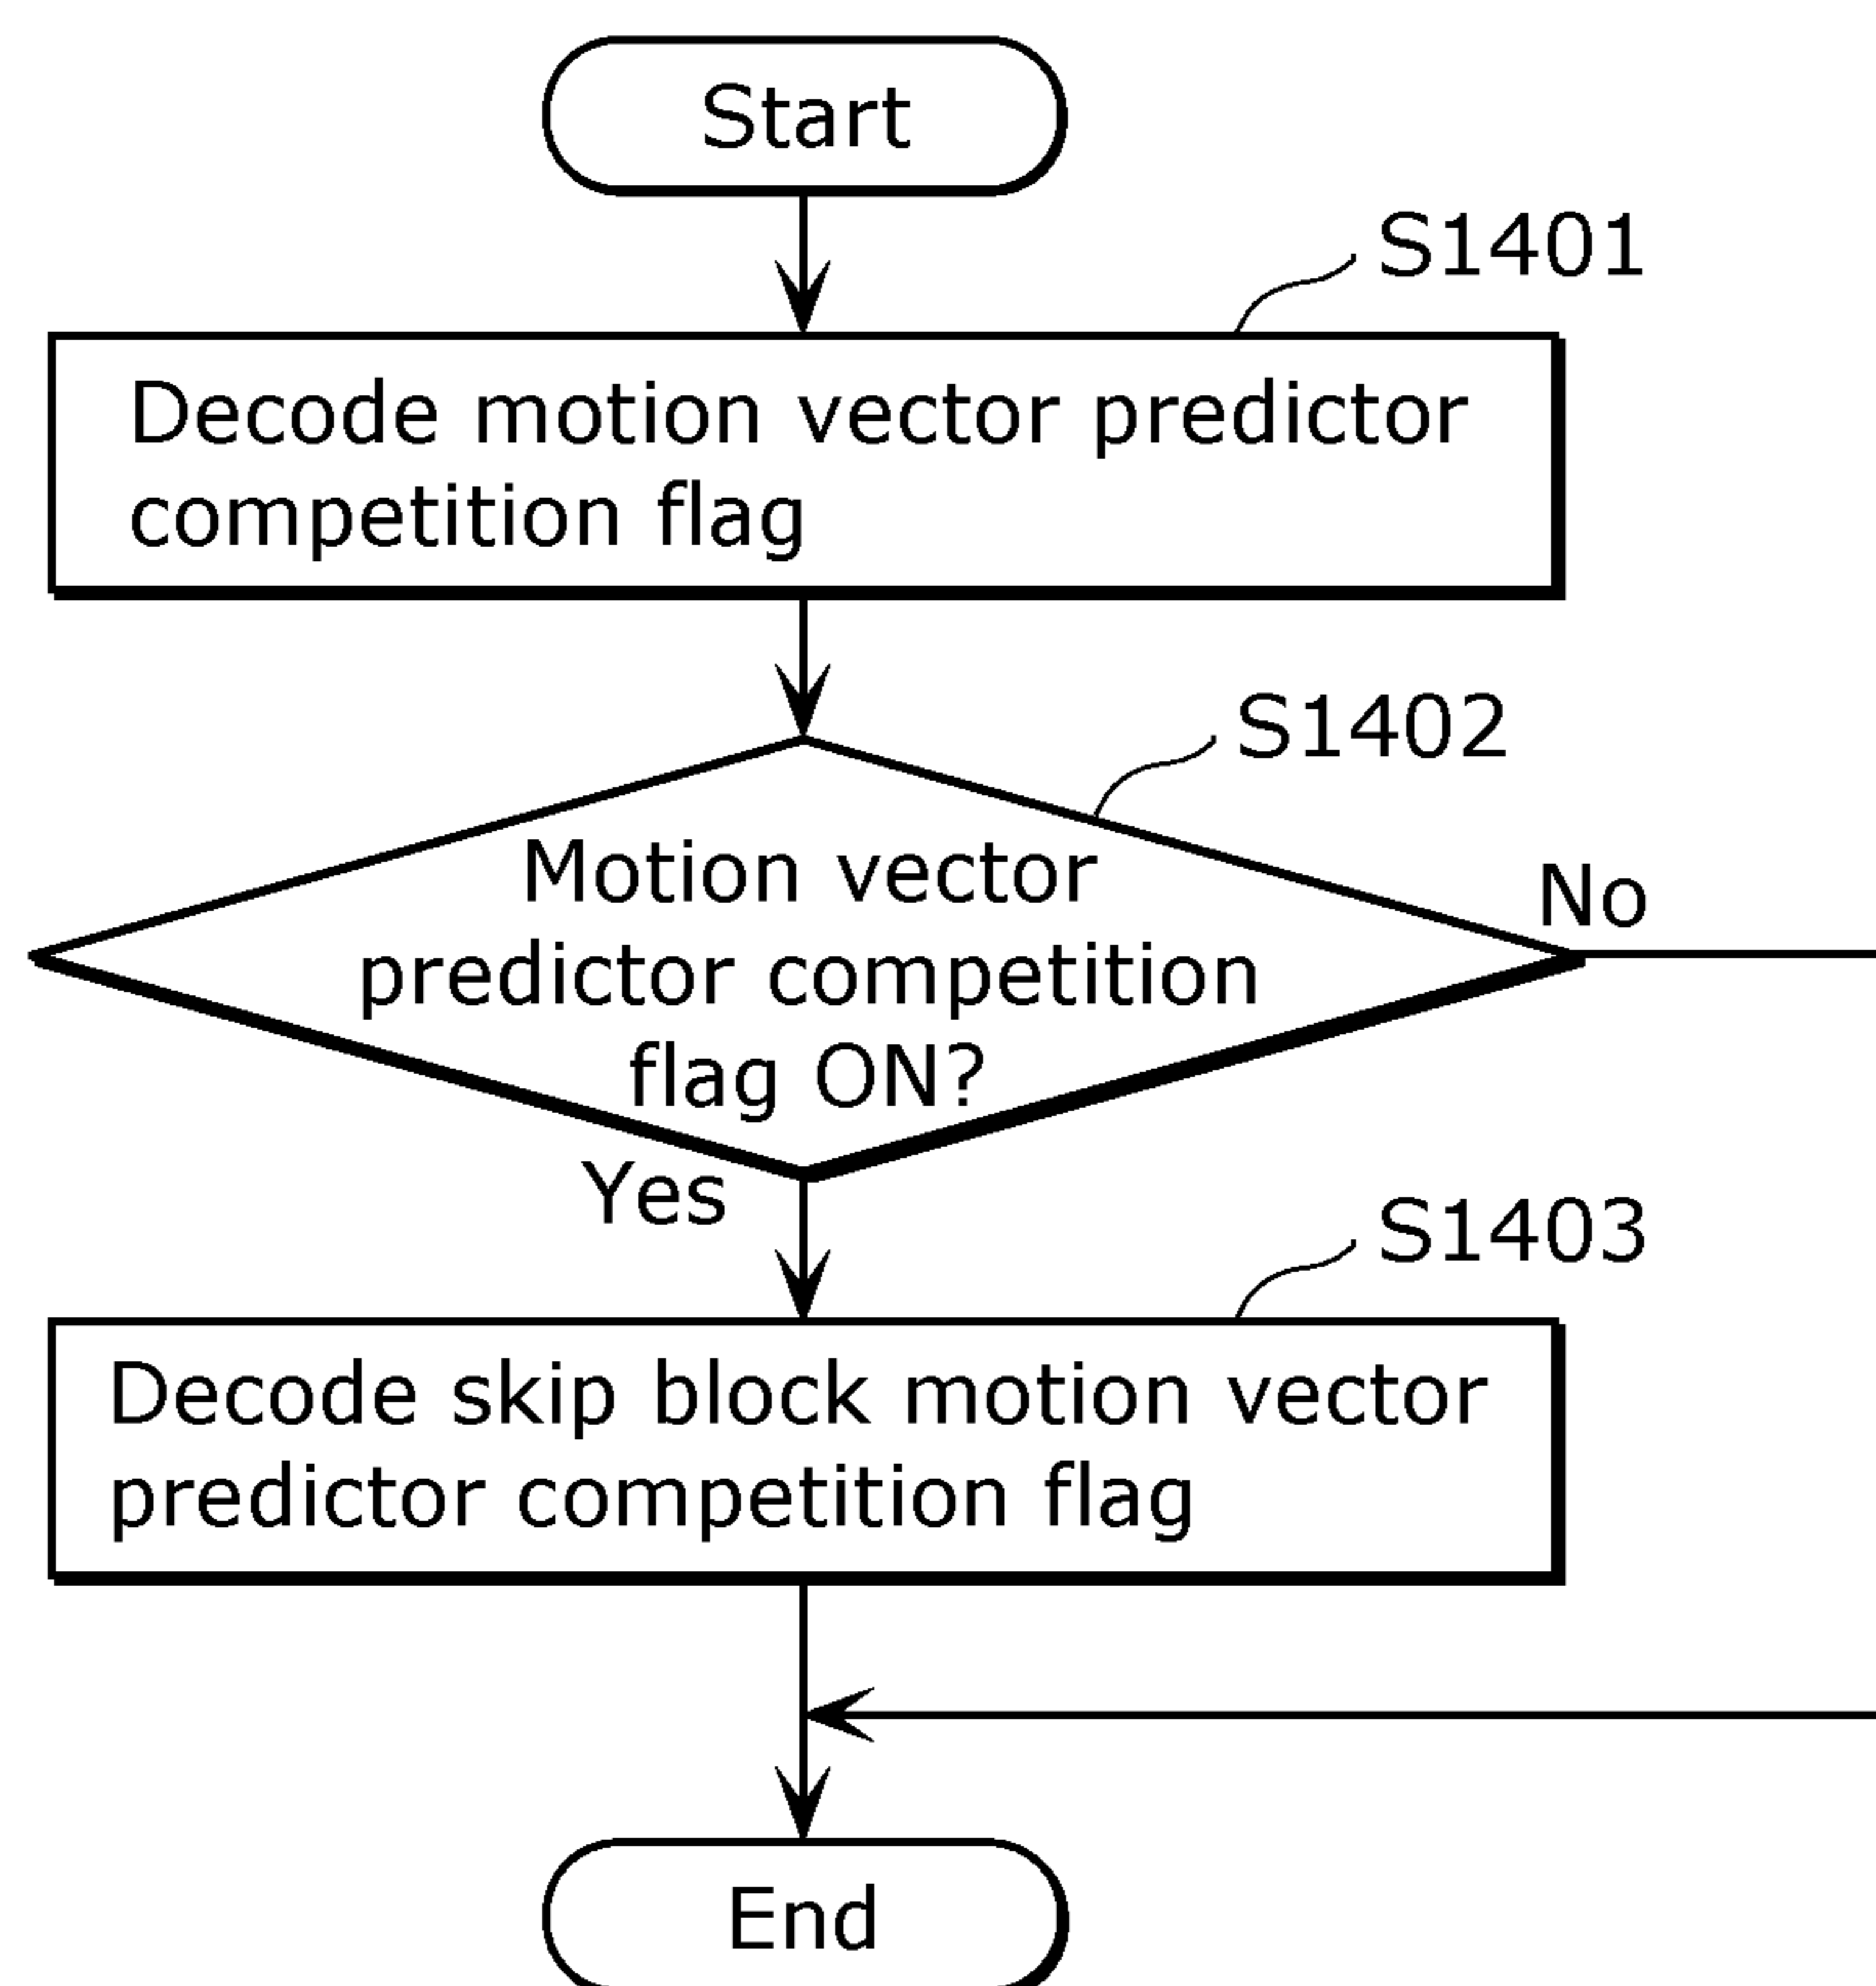 Start
S1401
Decode motion vector predictor
competition flag
S1402
Motion vector
predictor competition
flag ON?
No
Yes
S1403
Decode skip block motion vector
predictor competition flag
End